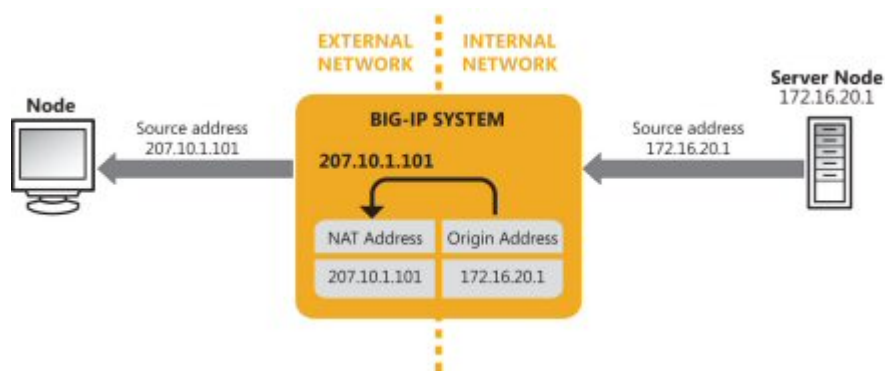 EXTERNAL
NETWORK
INTERNAL
NETWORK
Server Node
172.16.20.1
Node
BIG-IP SYSTEM
Source address
207.10.1.101
Source address
172.16.20.1
207.10.1.101
NAT Address
Origin Address
207.10.1.101
172.16.20.1